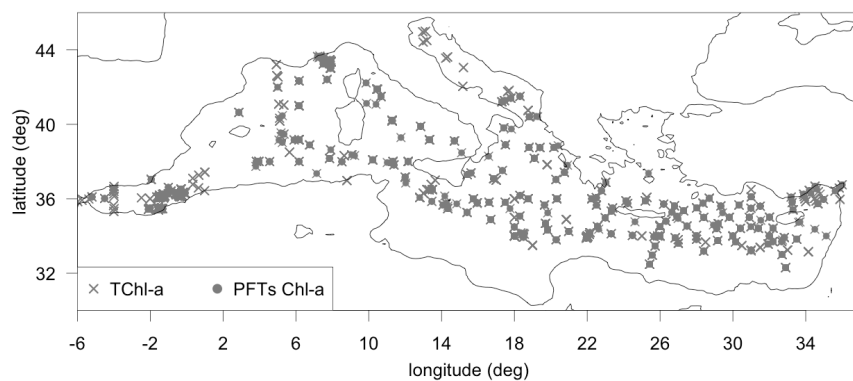 44
40
36
32
latitude (deg)
TChl-a PFTs Chl-a
-6 -2 2 6 10 14 18 22 26 30 34
longitude (deg)